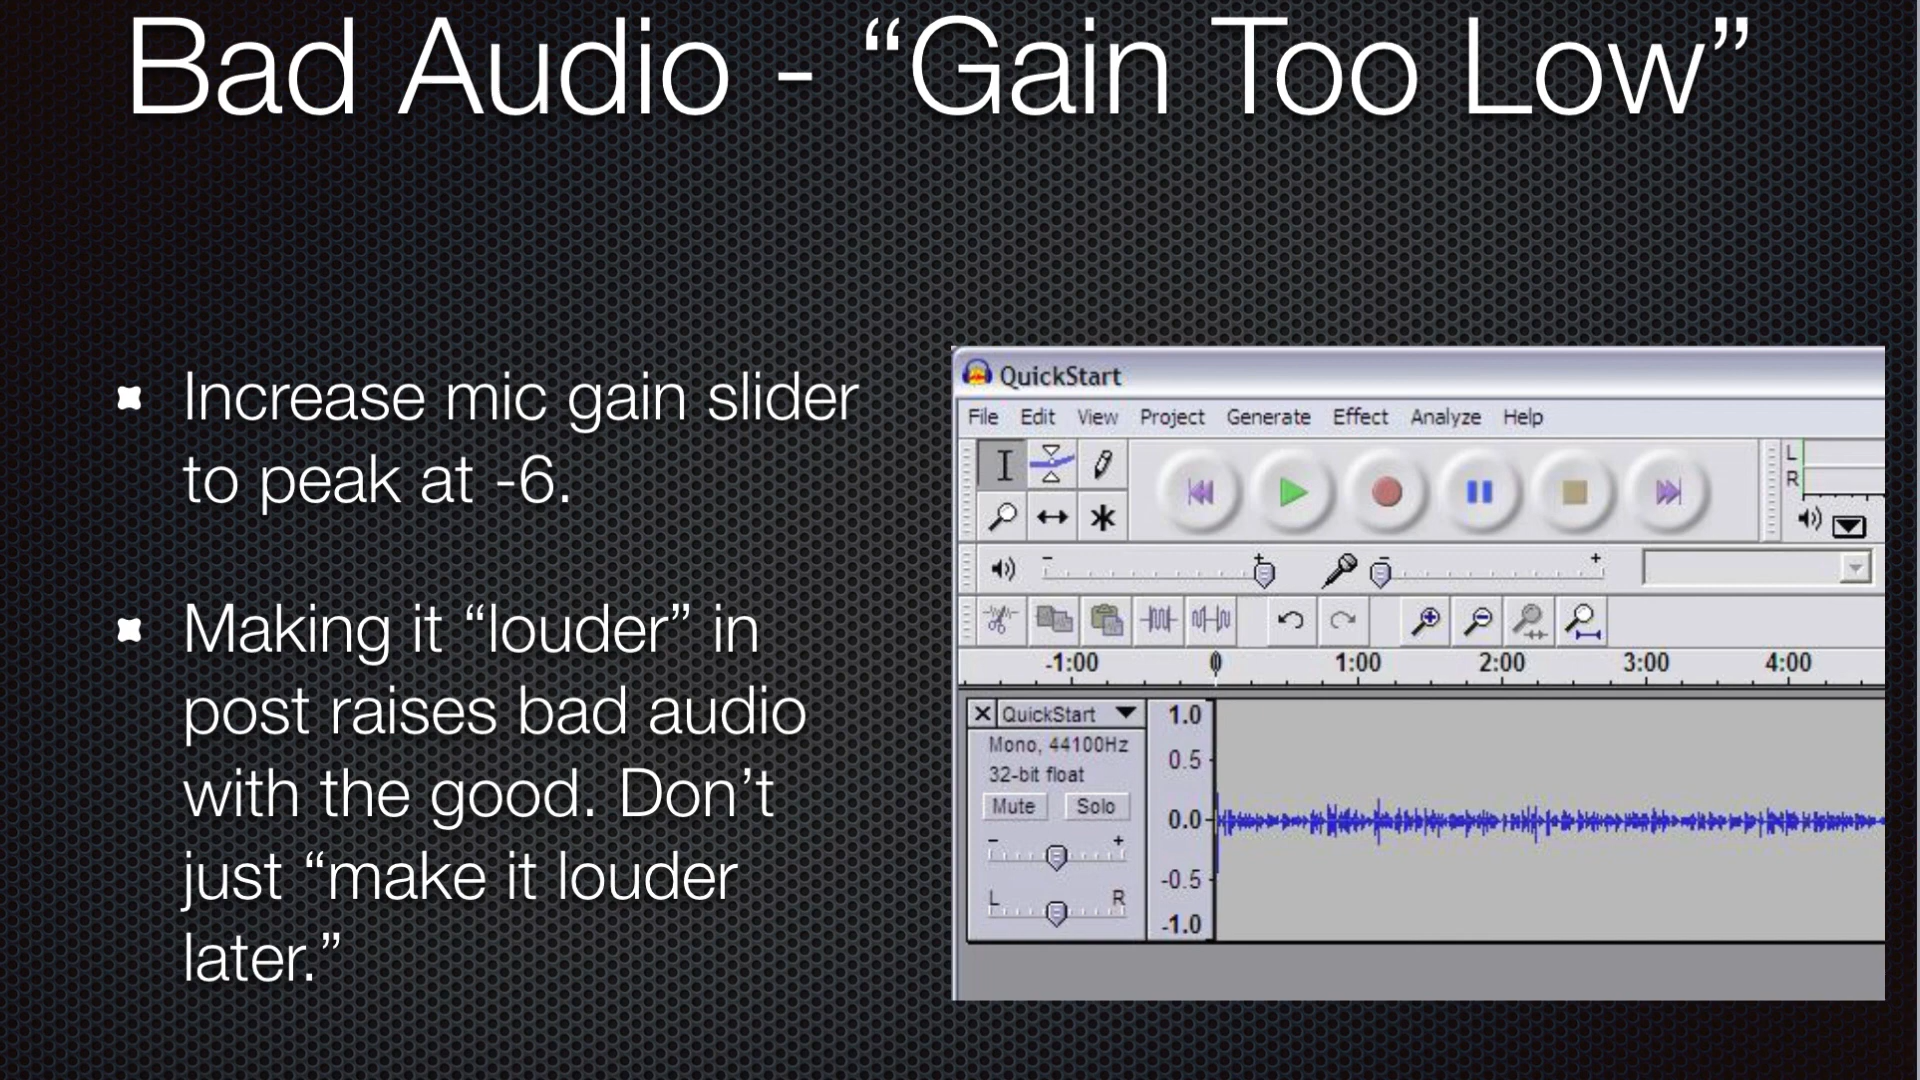 Bad Audio - “Gain Too Low”
Increase mic gain slider
to peak at -6.
Making it “louder” in
post raises bad audio
with the good. Don’t
just “make it louder
later.”
QuickStart
File Edit View Project Generate Effect Analyze Help
L
R
- + - +
-1:00 0 1:00 2:00 3:00 4:00
X QuickStart
Mono, 44100Hz
32-bit float
Mute Solo
- +
L R
1.0
0.5
0.0
-0.5
-1.0